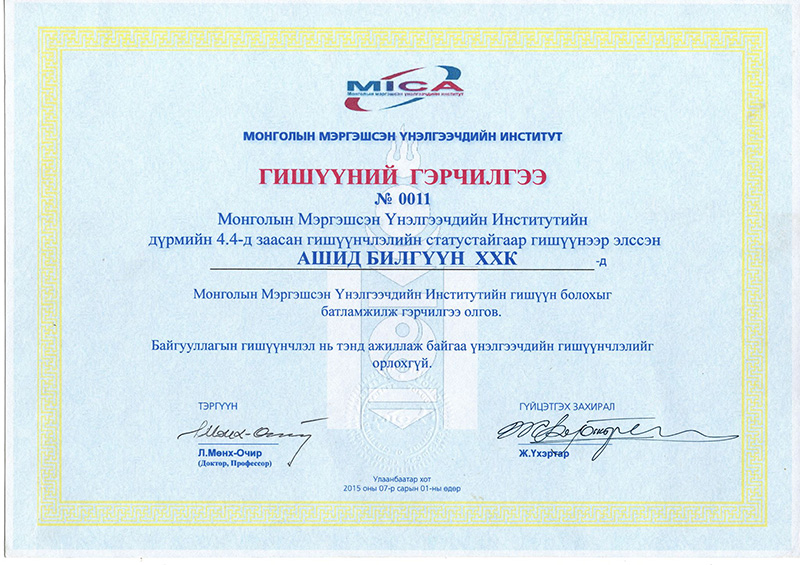 MICA
Монголын мэргэшсэн үнэлгээчдийн институт
МОНГОЛЫН МЭРГЭШСЭН ҮНЭЛГЭЭЧДИЙН ИНСТИТУТ
ГИШҮҮНИЙ ГЭРЧИЛГЭЭ
№ 0011
Монголын Мэргэшсэн Үнэлгээчдийн Институтийн
дүрмийн 4.4-д заасан гишүүнчлэлийн статустайгаар гишүүнээр элссэн
АШИД БИЛГҮҮН ХХК -д
Монголын Мэргэшсэн Үнэлгээчдийн Институтийн гишүүн болохыг
батламжилж гэрчилгээ олгов.
Байгууллагын гишүүнчлэл нь тэнд ажиллаж байгаа үнэлгээчдийн гишүүнчлэлийг
орлохгүй.
ТЭРГҮҮН
Л.Мөнх-Очир
(Доктор, Профессор)
ГҮЙЦЭТГЭХ ЗАХИРАЛ
Ж.Үхэртар
Улаанбаатар хот
2015 оны 07-р сарын 01-ны өдөр